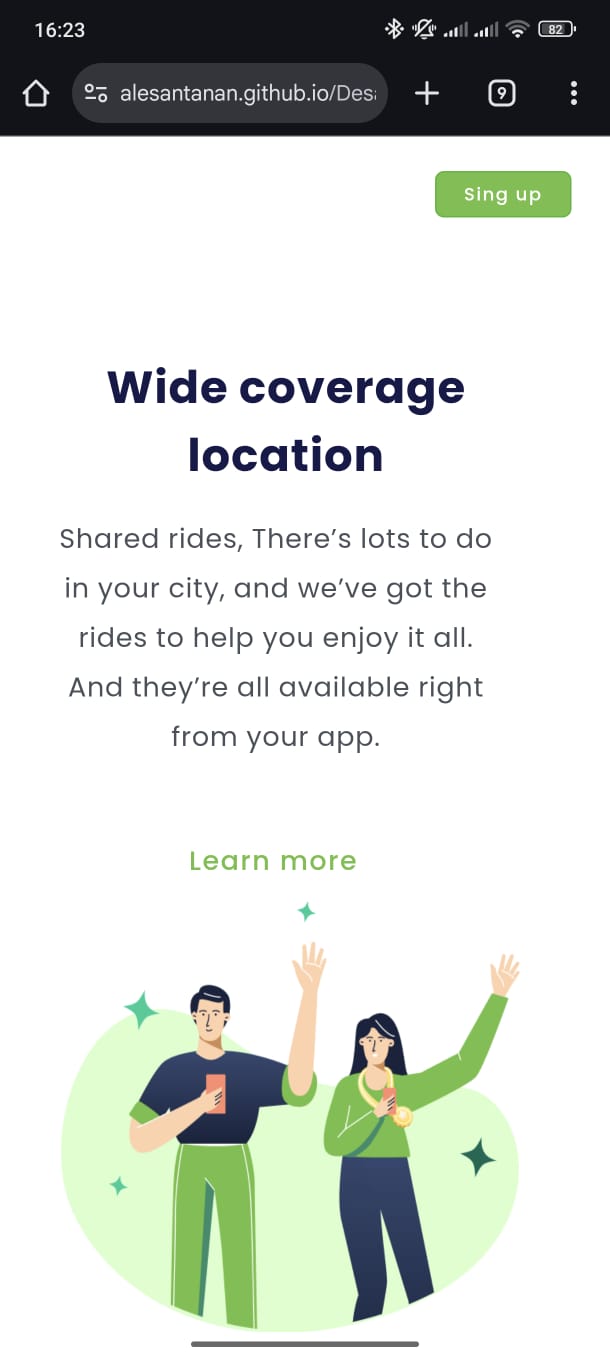 16:23
82
alesantanan.github.io/Des
9
Sing up
Wide coverage
location
Shared rides, There’s lots to do
in your city, and we’ve got the
rides to help you enjoy it all.
And they’re all available right
from your app.
Learn more